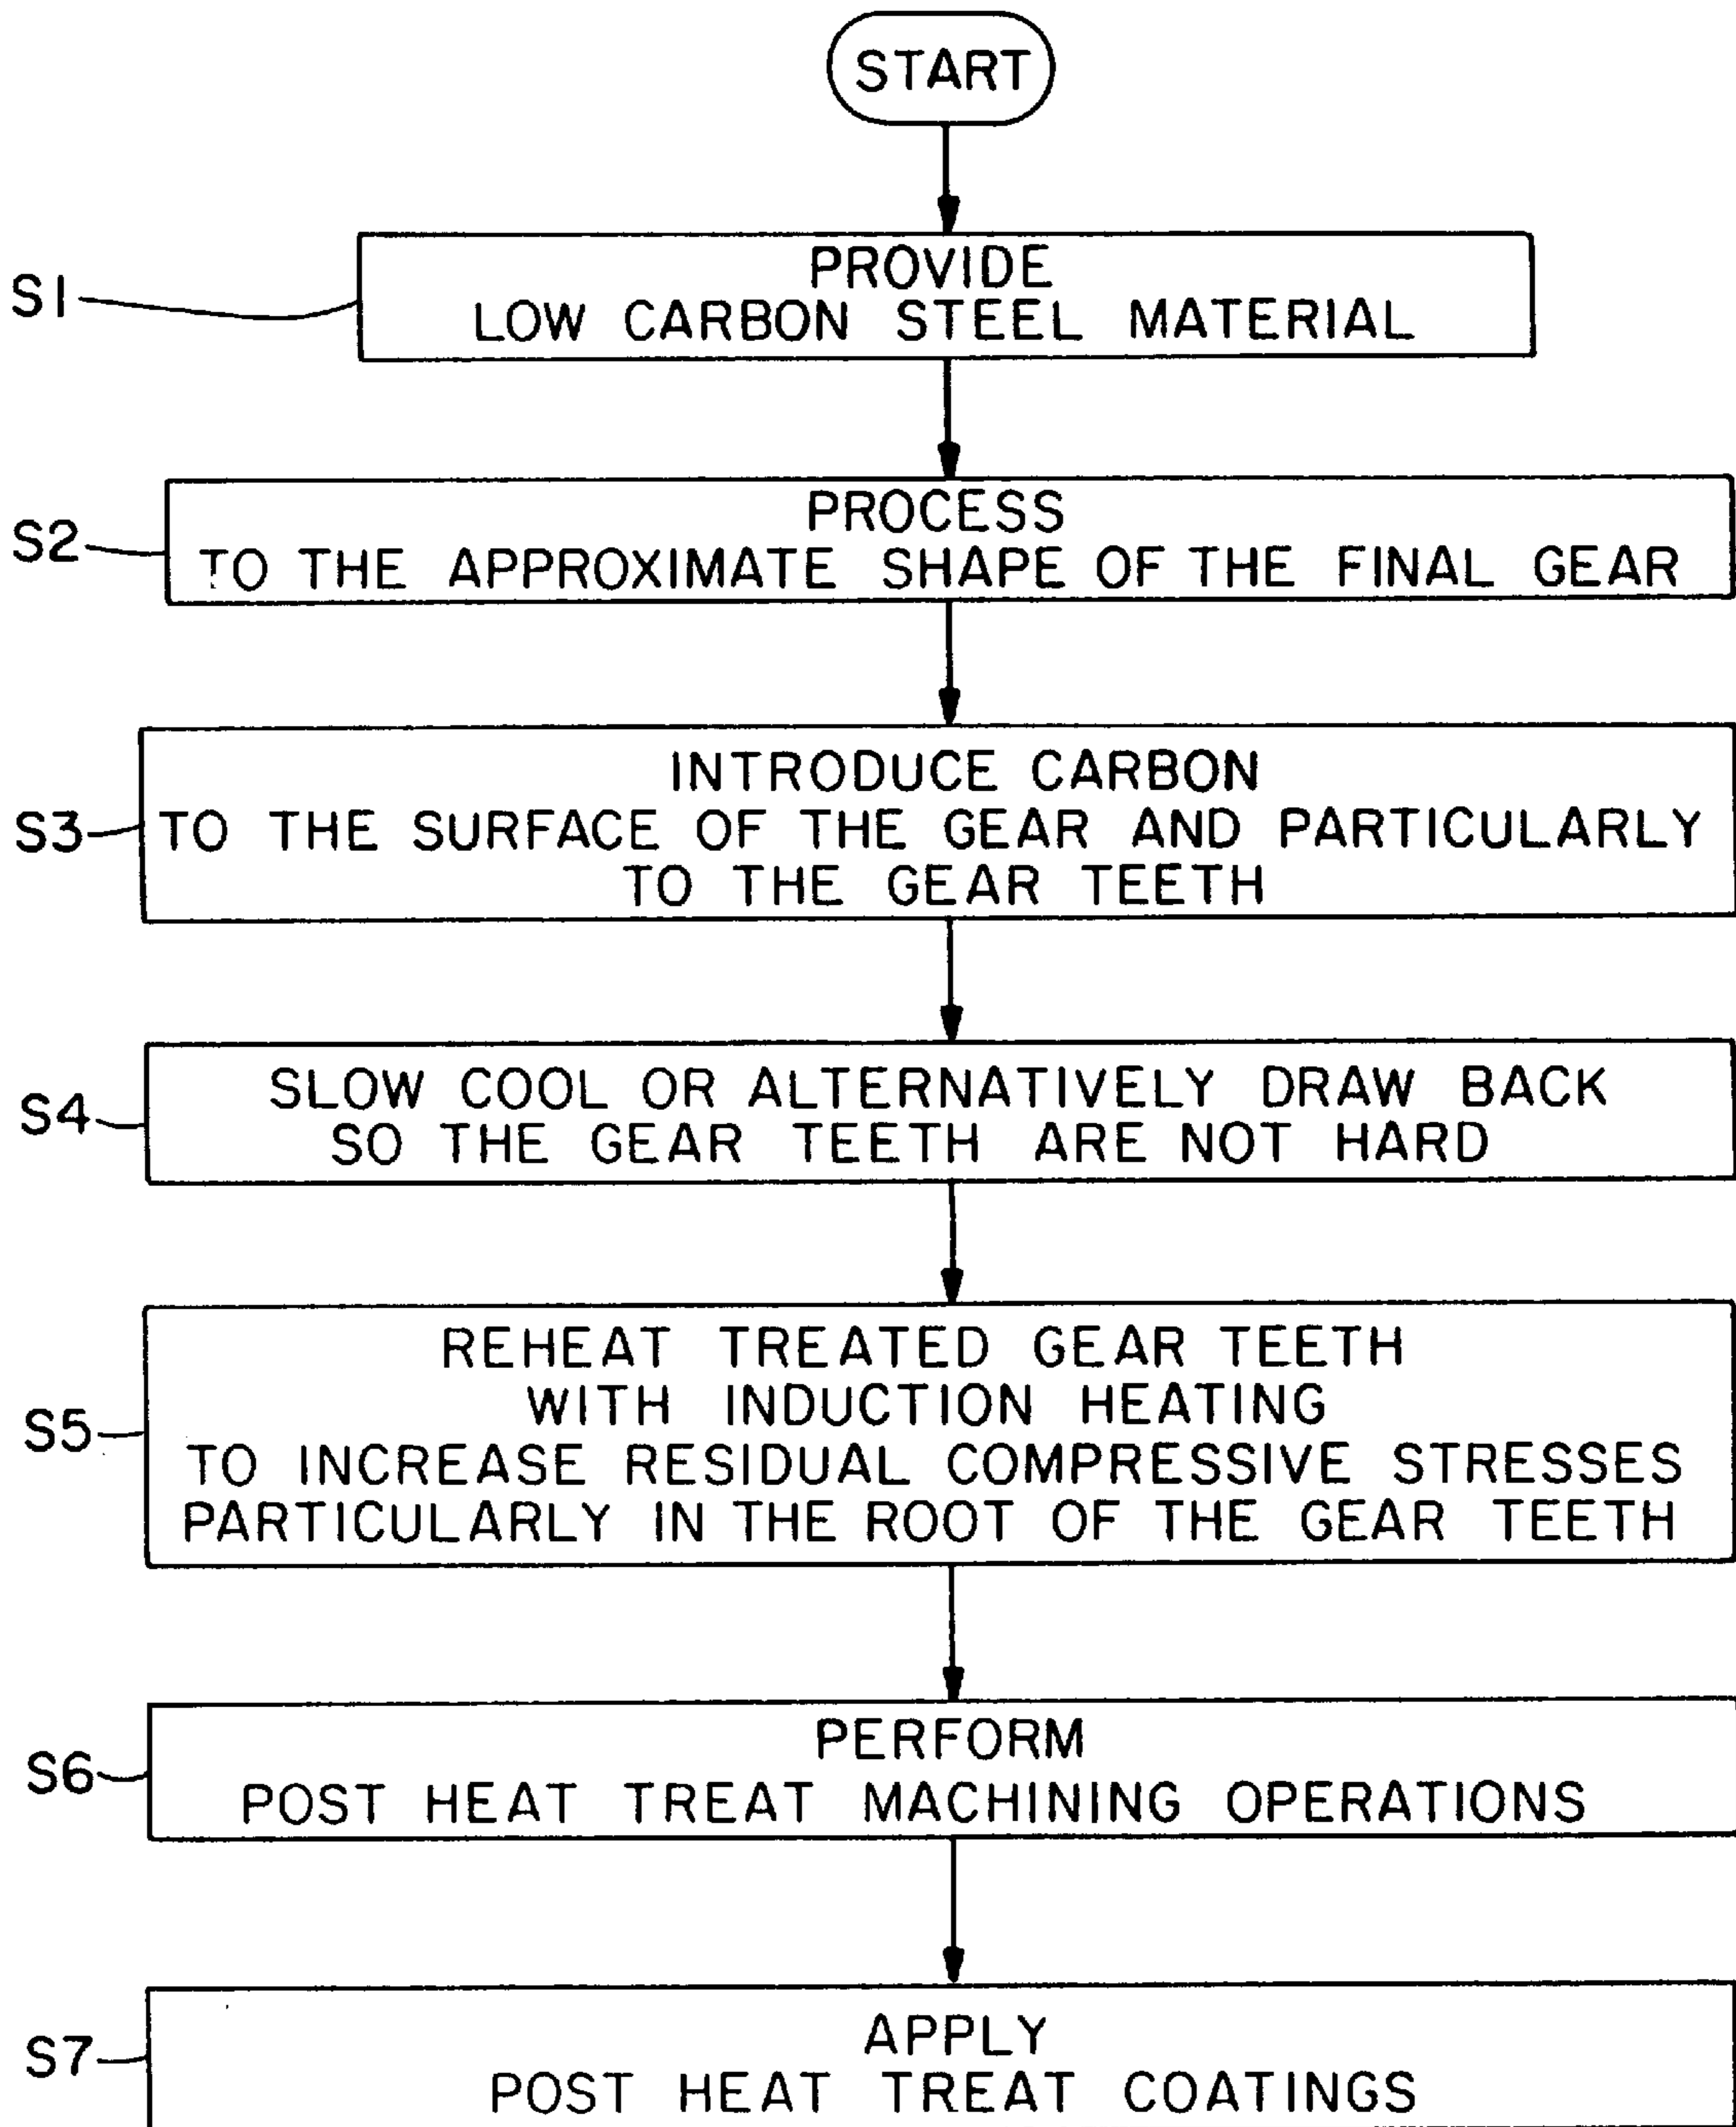 START
S1
PROVIDE
LOW CARBON STEEL MATERIAL
S2
PROCESS
TO THE APPROXIMATE SHAPE OF THE FINAL GEAR
S3
INTRODUCE CARBON
TO THE SURFACE OF THE GEAR AND PARTICULARLY
TO THE GEAR TEETH
S4
SLOW COOL OR ALTERNATIVELY DRAW BACK
SO THE GEAR TEETH ARE NOT HARD
S5
REHEAT TREATED GEAR TEETH
WITH INDUCTION HEATING
TO INCREASE RESIDUAL COMPRESSIVE STRESSES
PARTICULARLY IN THE ROOT OF THE GEAR TEETH
S6
PERFORM
POST HEAT TREAT MACHINING OPERATIONS
S7
APPLY
POST HEAT TREAT COATINGS